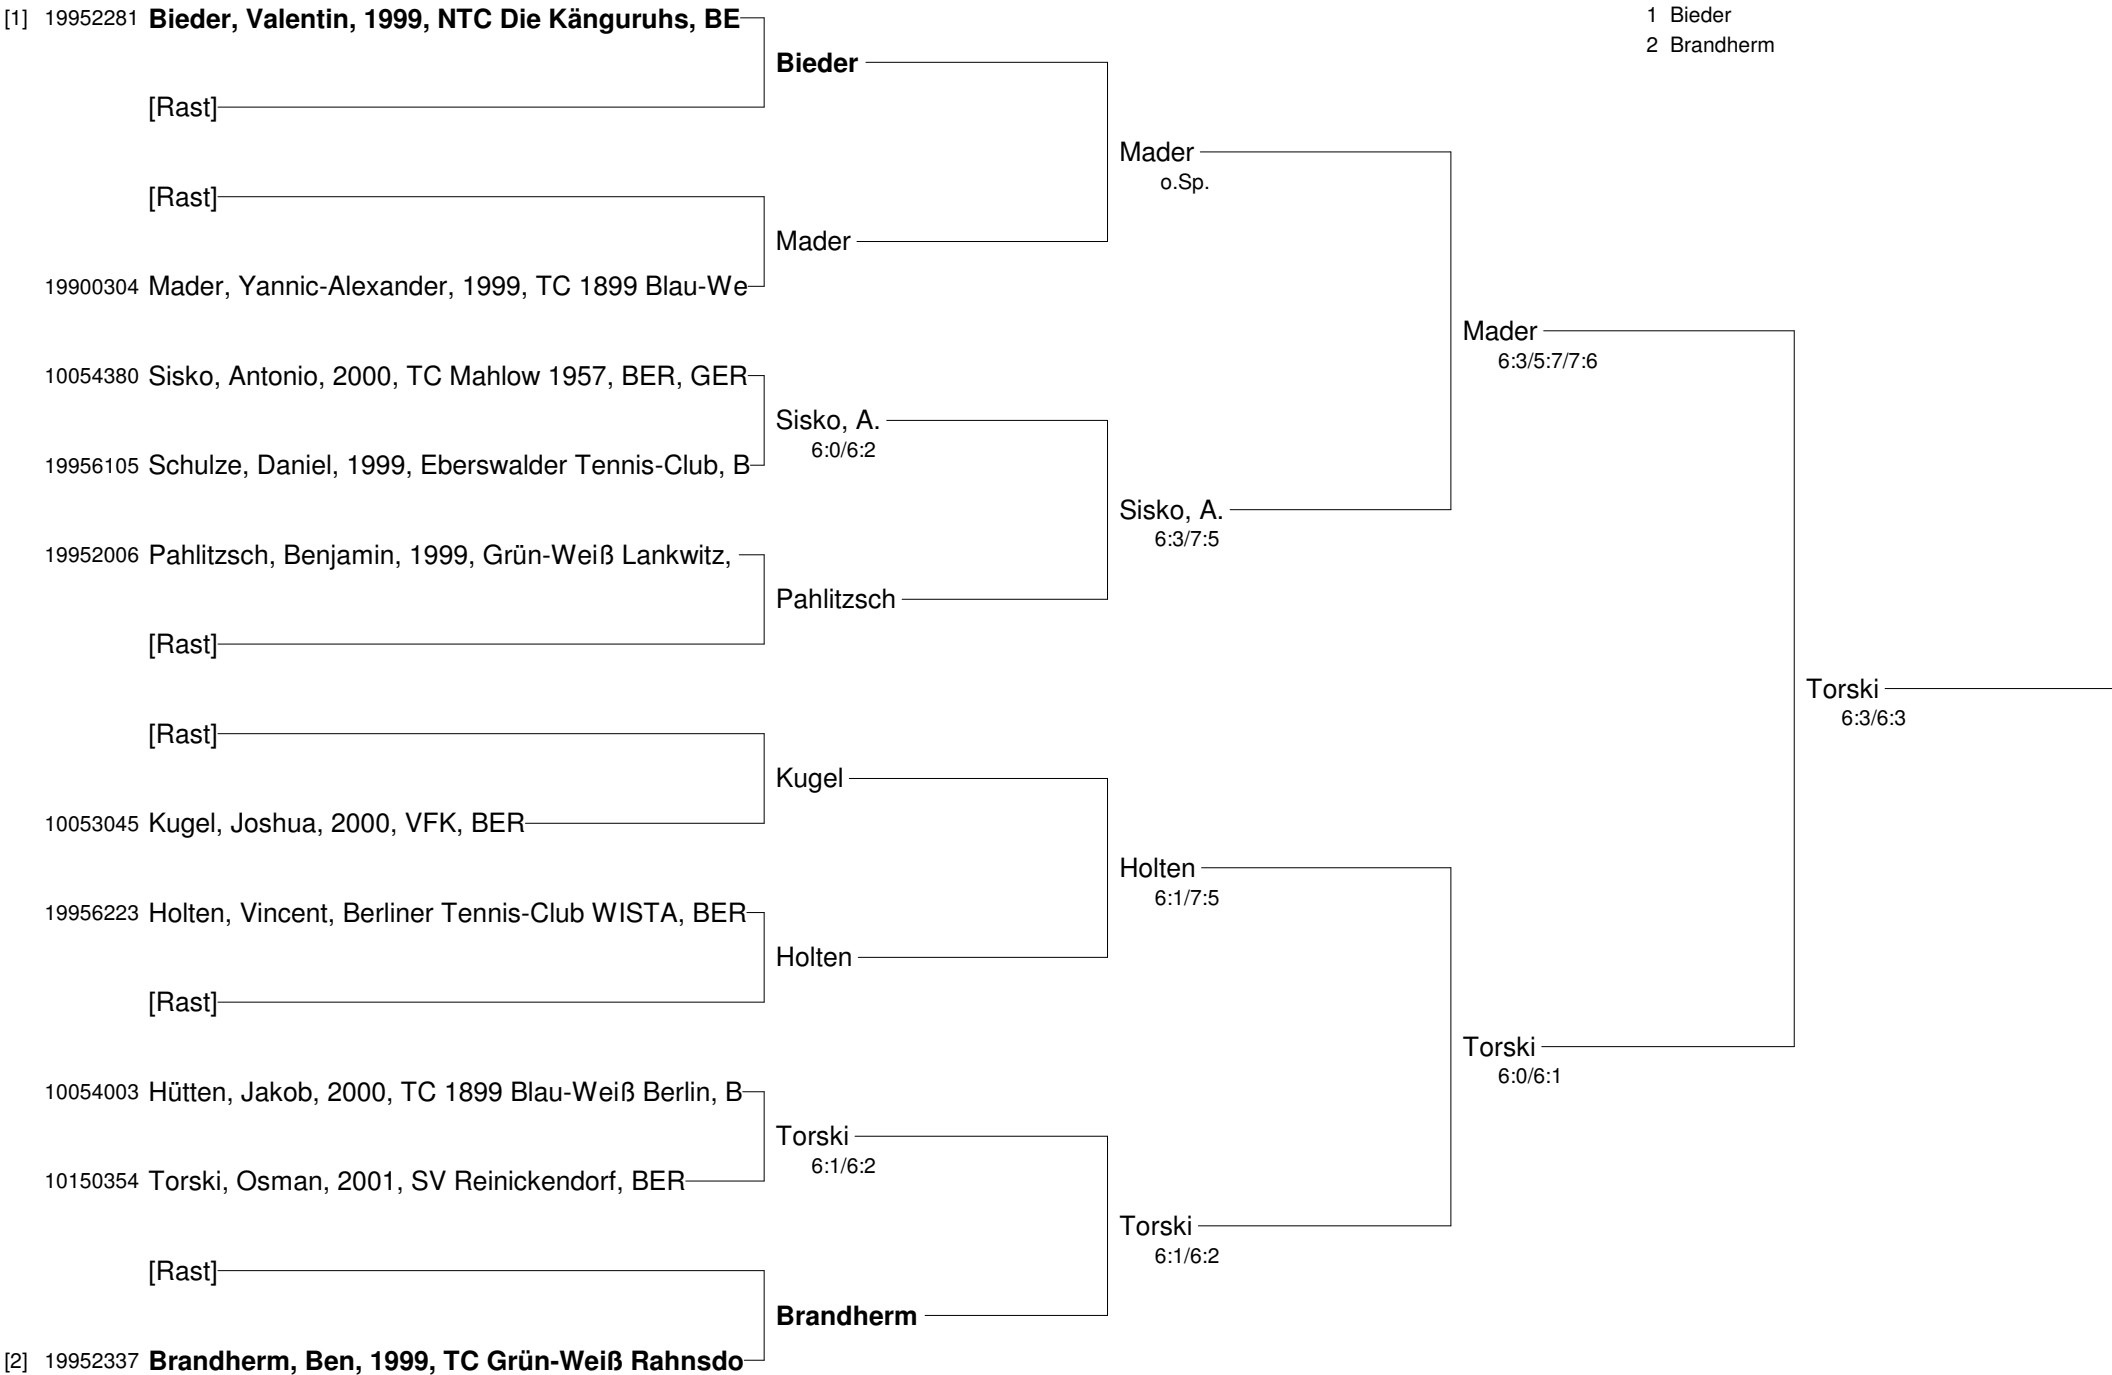 [1] 19952281 Bieder, Valentin, 1999, NTC Die Känguruhs, BE
1 Bieder
2 Brandherm
Bieder
[Rast]
Mader
o.Sp.
[Rast]
Mader
19900304 Mader, Yannic-Alexander, 1999, TC 1899 Blau-We
Mader
6:3/5:7/7:6
10054380 Sisko, Antonio, 2000, TC Mahlow 1957, BER, GER
Sisko, A.
6:0/6:2
19956105 Schulze, Daniel, 1999, Eberswalder Tennis-Club, B
Sisko, A.
6:3/7:5
19952006 Pahlitzsch, Benjamin, 1999, Grün-Weiß Lankwitz,
Pahlitzsch
[Rast]
Torski
6:3/6:3
[Rast]
Kugel
10053045 Kugel, Joshua, 2000, VFK, BER
Holten
6:1/7:5
19956223 Holten, Vincent, Berliner Tennis-Club WISTA, BER
Holten
[Rast]
Torski
6:0/6:1
10054003 Hütten, Jakob, 2000, TC 1899 Blau-Weiß Berlin, B
Torski
6:1/6:2
10150354 Torski, Osman, 2001, SV Reinickendorf, BER
Torski
6:1/6:2
[Rast]
Brandherm
[2] 19952337 Brandherm, Ben, 1999, TC Grün-Weiß Rahnsdo